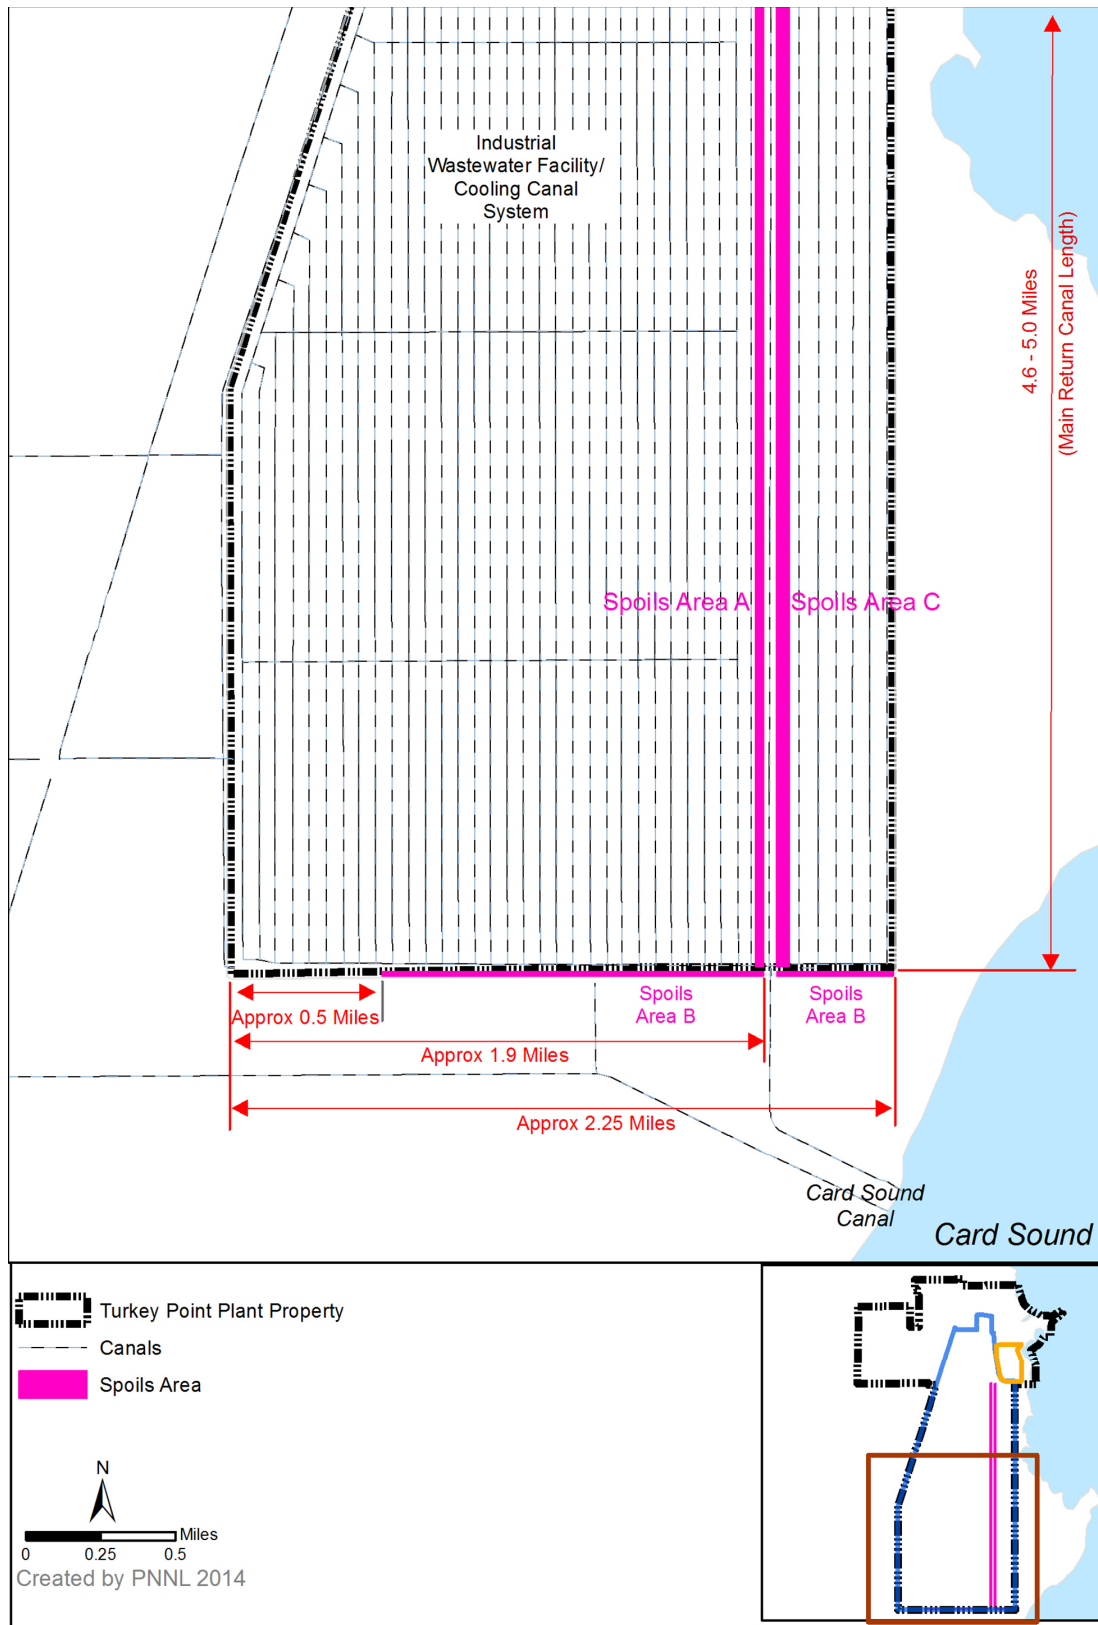 Industrial
Wastewater Facility/
Cooling Canal
System
4.6 - 5.0 Miles
(Main Return Canal Length)
Spoils Area A
Spoils Area C
Spoils
Area B
Spoils
Area B
Approx 0.5 Miles
Approx 1.9 Miles
Approx 2.25 Miles
Card Sound
Canal
Card Sound
Turkey Point Plant Property
Canals
Spoils Area
N
Miles
0 0.25 0.5
Created by PNNL 2014